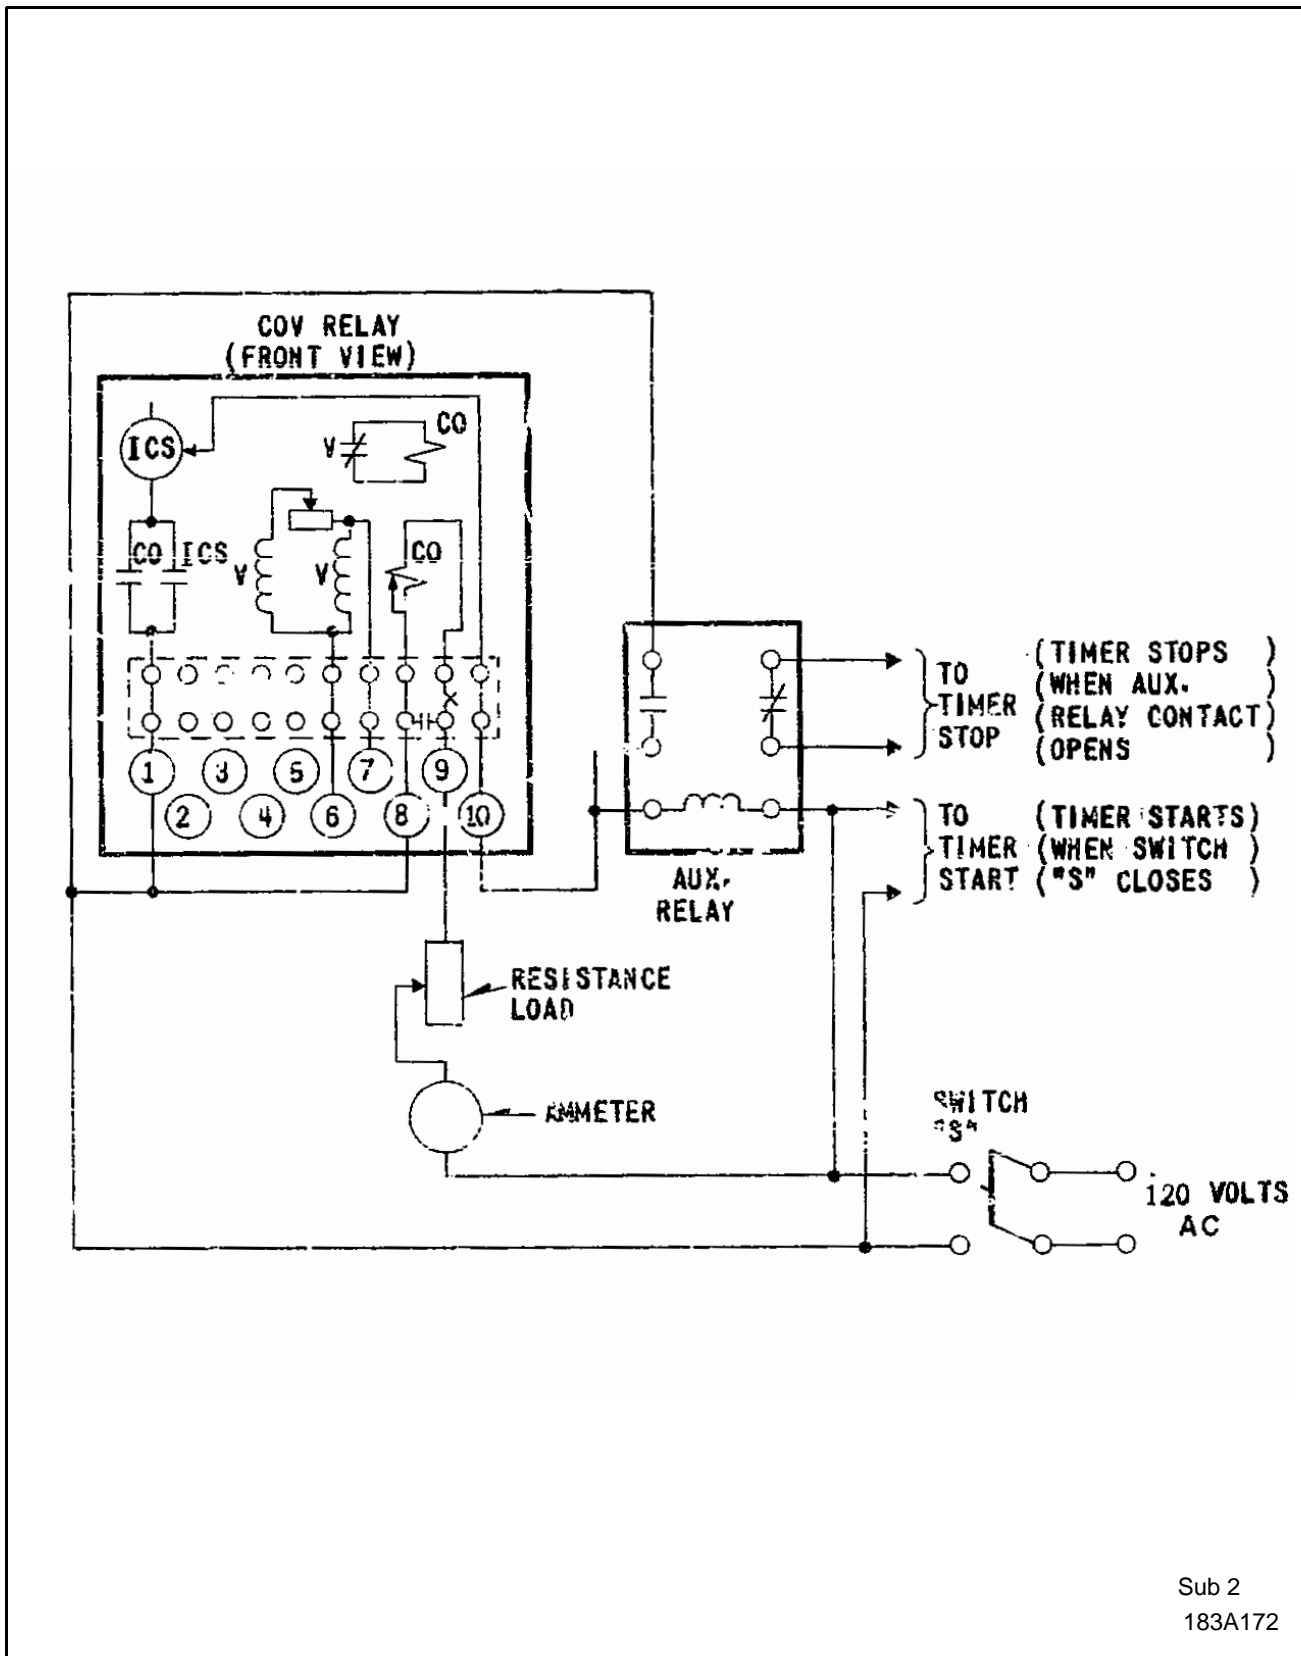 COV RELAY
(FRONT VIEW)
ICS
V
CO
CO
ICS
V
V
CO
1
3
5
7
9
2
4
6
8
10
AUX.
RELAY
TO
TIMER
STOP
(TIMER STOPS )
(WHEN AUX. )
(RELAY CONTACT)
(OPENS )
TO
TIMER
START
(TIMER STARTS)
(WHEN SWITCH )
("S" CLOSES )
RESISTANCE
LOAD
AMMETER
SWITCH
"S"
120 VOLTS
AC
Sub 2
183A172